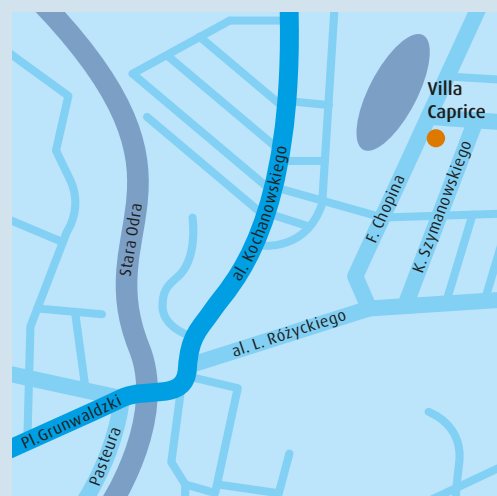 Villa
Caprice
K. Szymanowskiego
F. Chopina
al. Kochanowskiego
Stara Odra
al. L. Różyckiego
Pl.Grunwaldzki
Pasteura